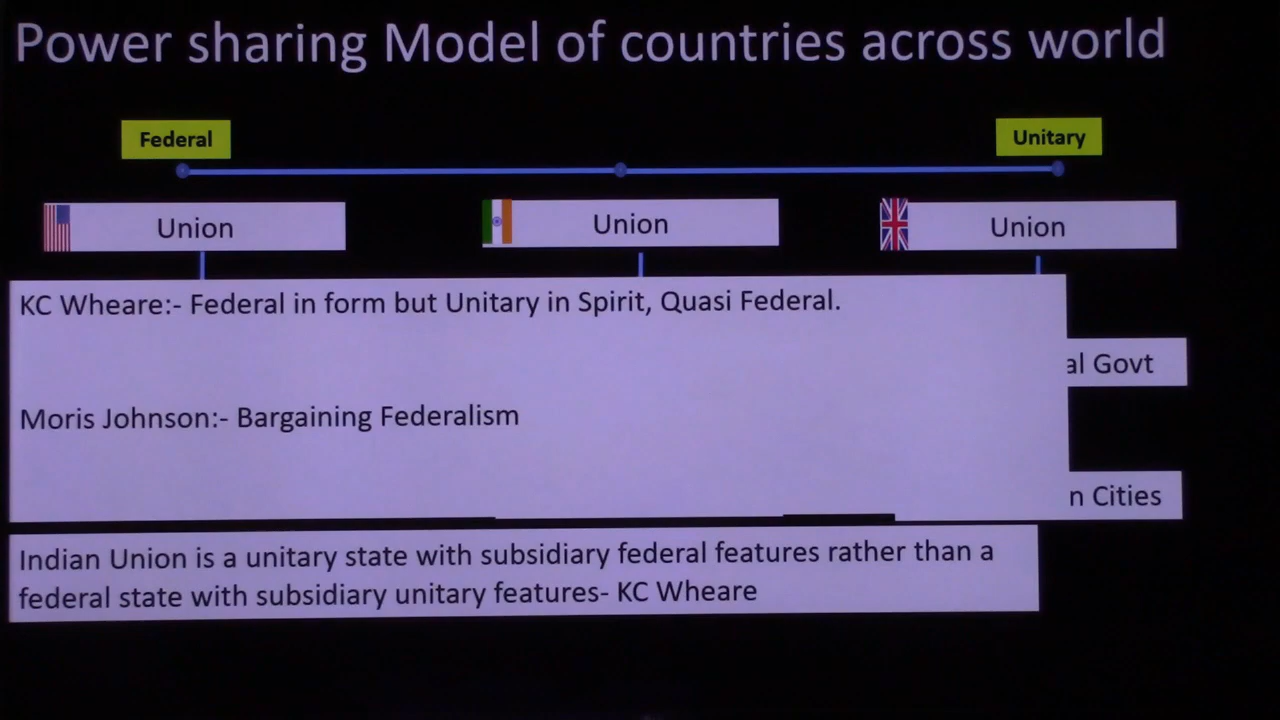 Power sharing Model of countries across world
Federal
Unitary
Union
Union
Union
KC Wheare:- Federal in form but Unitary in Spirit, Quasi Federal.
al Govt
Moris Johnson:- Bargaining Federalism
n Cities
Indian Union is a unitary state with subsidiary federal features rather than a
federal state with subsidiary unitary features- KC Wheare